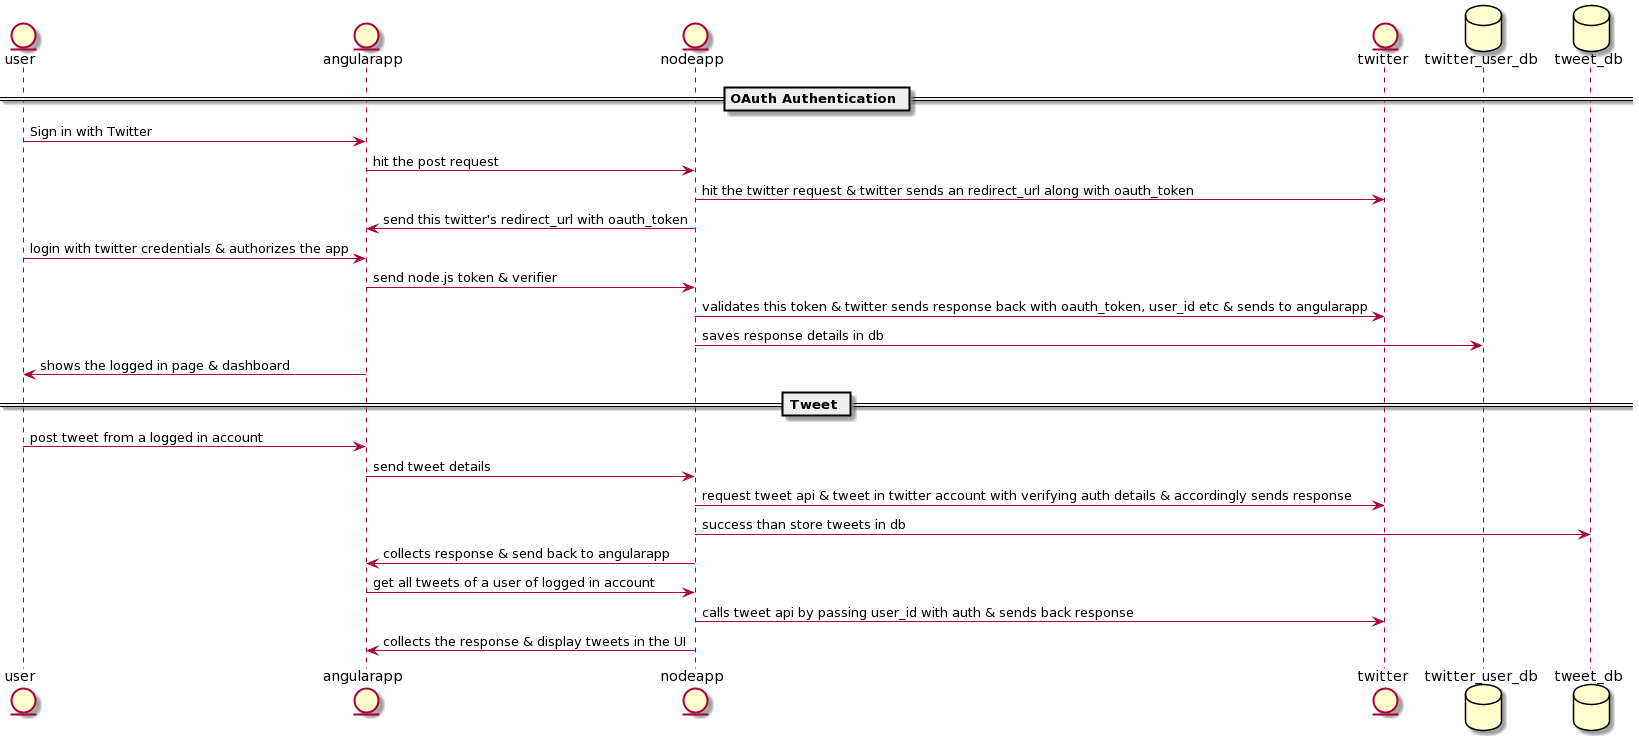 user angularapp nodeapp twitter twitter_user_db tweet_db
OAuth Authentication
Sign in with Twitter
hit the post request
hit the twitter request & twitter sends an redirect_url along with oauth_token
send this twitter's redirect_url with oauth_token
login with twitter credentials & authorizes the app
send node.js token & verifier
validates this token & twitter sends response back with oauth_token, user_id etc & sends to angularapp
saves response details in db
shows the logged in page & dashboard
Tweet
post tweet from a logged in account
send tweet details
request tweet api & tweet in twitter account with verifying auth details & accordingly sends response
success than store tweets in db
collects response & send back to angularapp
get all tweets of a user of logged in account
calls tweet api by passing user_id with auth & sends back response
collects the response & display tweets in the UI
user angularapp nodeapp twitter twitter_user_db tweet_db